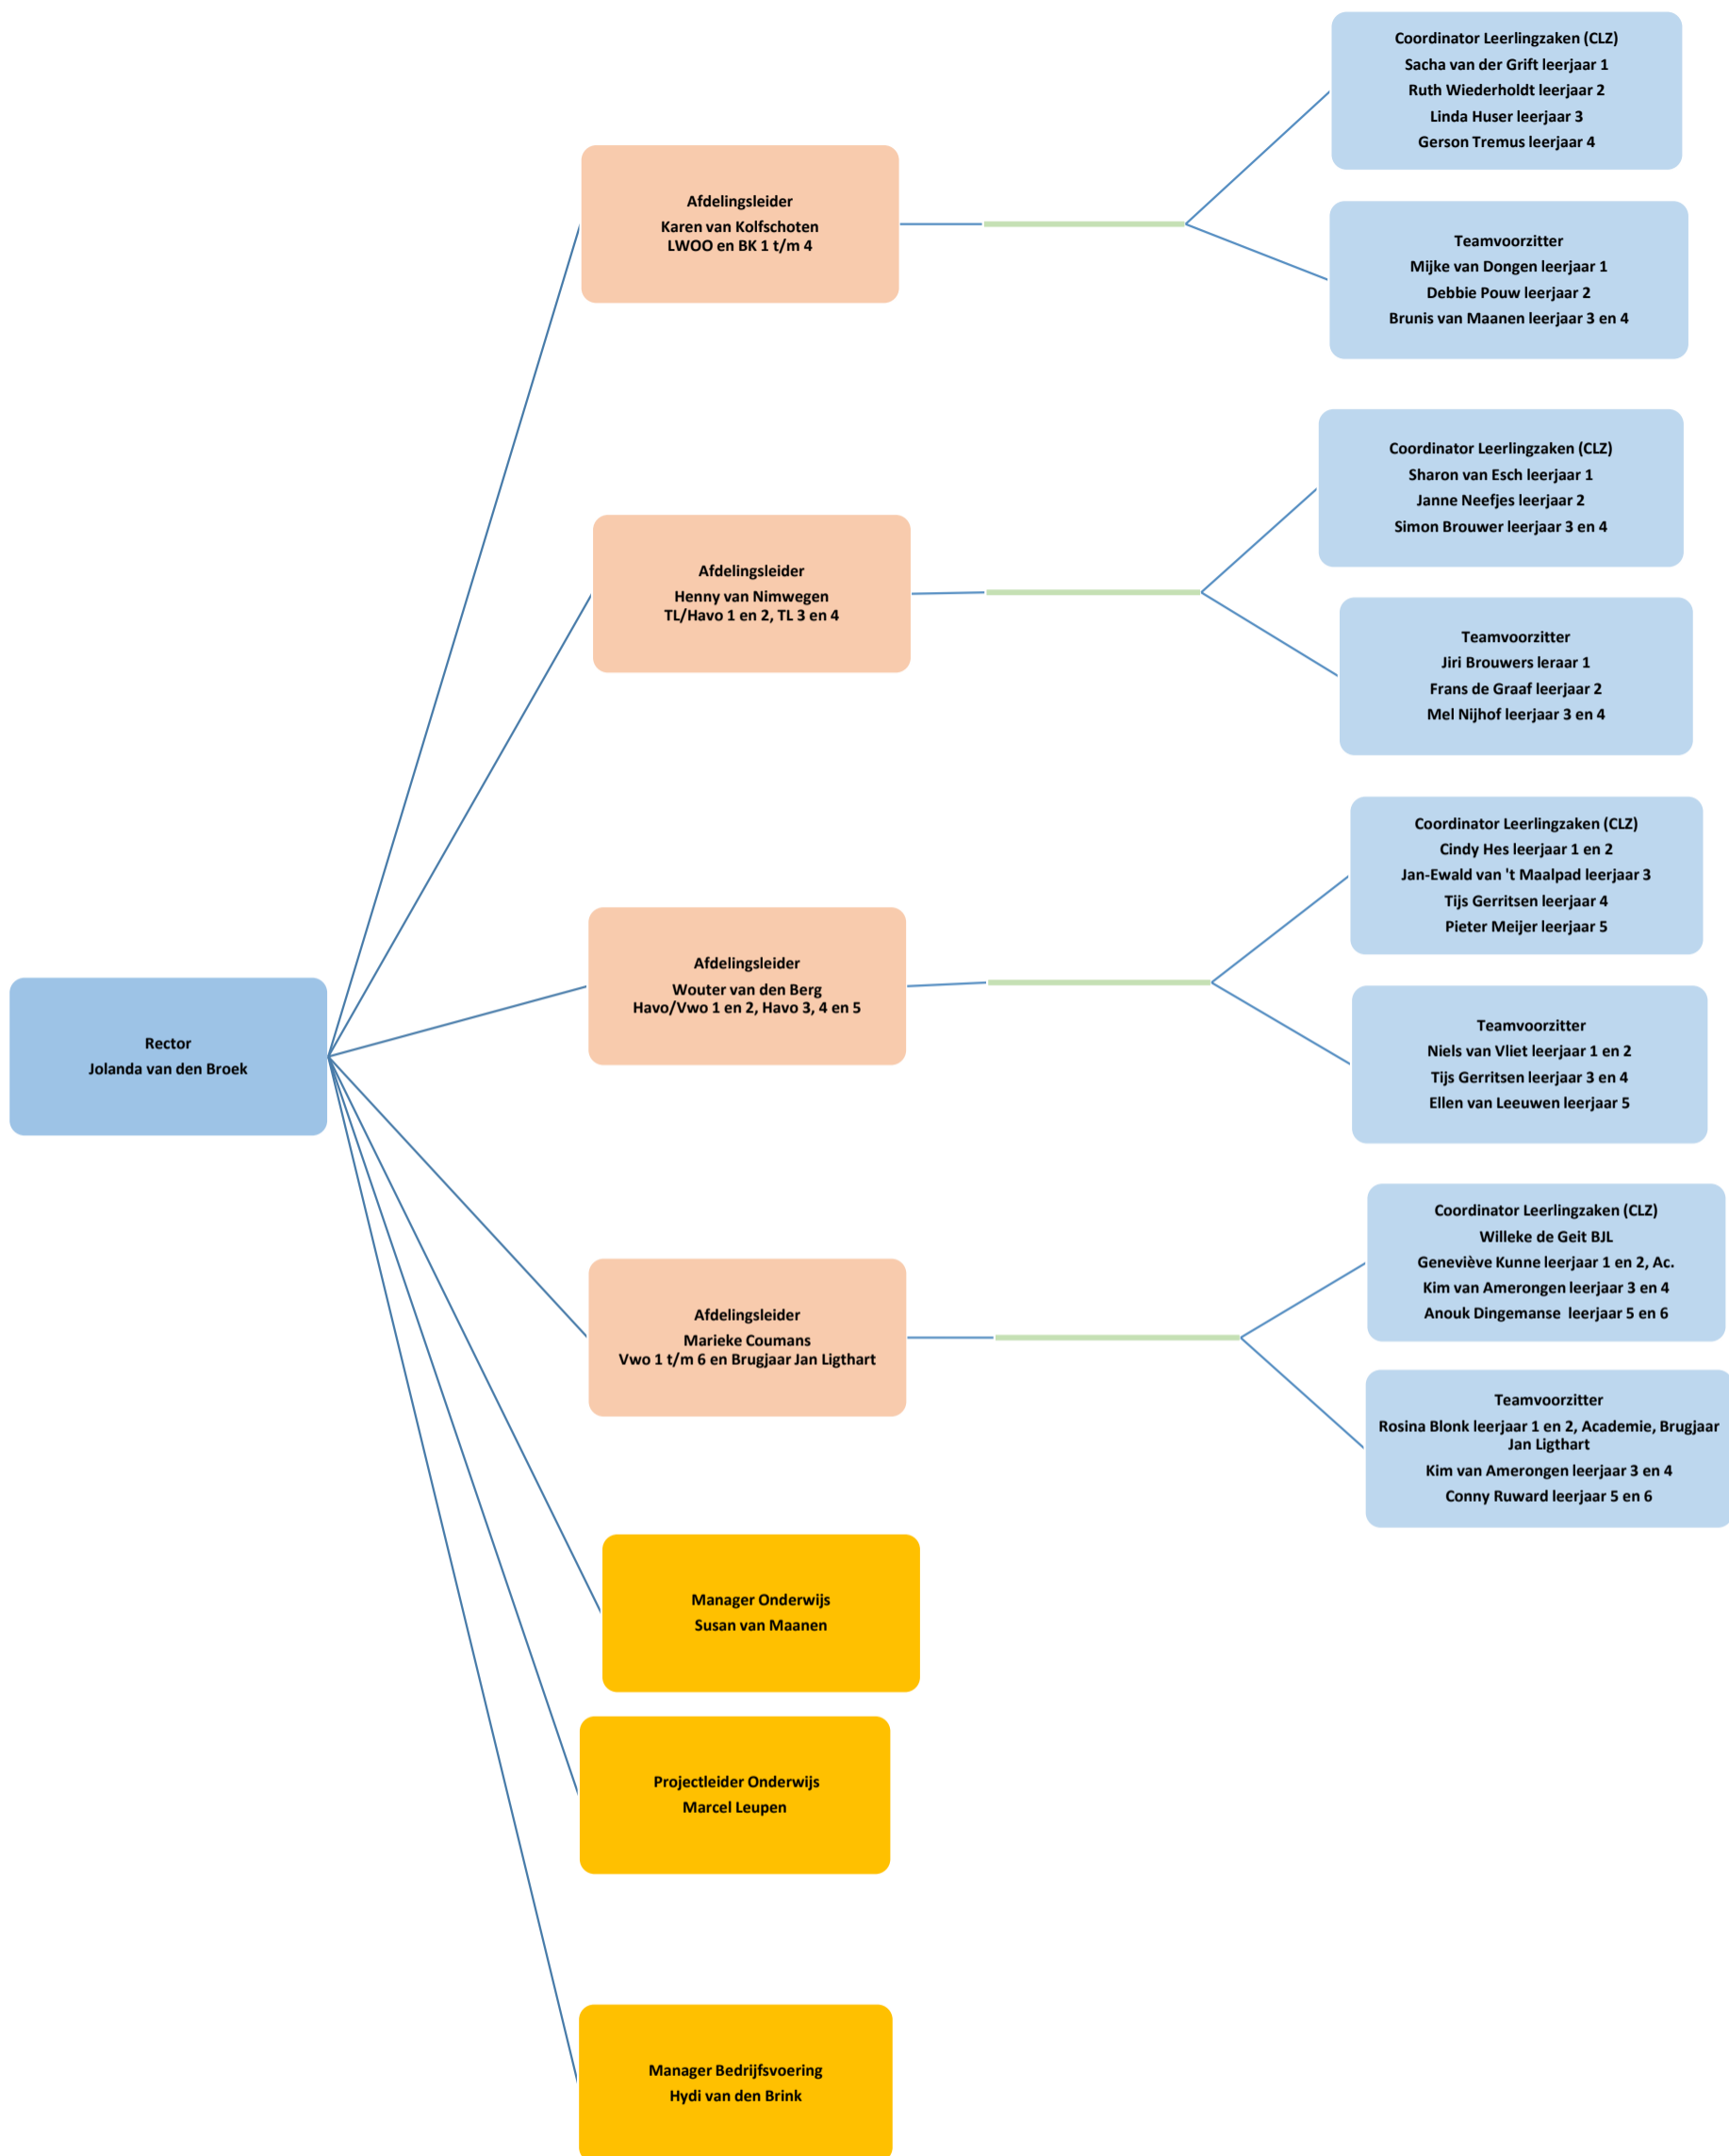 Coordinator Leerlingzaken (CLZ)
Sacha van der Grift leerjaar 1
Ruth Wiederholdt leerjaar 2
Linda Huser leerjaar 3
Gerson Tremus leerjaar 4
Afdelingsleider
Karen van Kolfschoten
LWOO en BK 1 t/m 4
Teamvoorzitter
Mijke van Dongen leerjaar 1
Debbie Pouw leerjaar 2
Brunis van Maanen leerjaar 3 en 4
Coordinator Leerlingzaken (CLZ)
Sharon van Esch leerjaar 1
Janne Neefjes leerjaar 2
Simon Brouwer leerjaar 3 en 4
Afdelingsleider
Henny van Nimwegen
TL/Havo 1 en 2, TL 3 en 4
Teamvoorzitter
Jiri Brouwers leraar 1
Frans de Graaf leerjaar 2
Mel Nijhof leerjaar 3 en 4
Coordinator Leerlingzaken (CLZ)
Cindy Hes leerjaar 1 en 2
Jan-Ewald van 't Maalpad leerjaar 3
Tijs Gerritsen leerjaar 4
Pieter Meijer leerjaar 5
Afdelingsleider
Wouter van den Berg
Havo/Vwo 1 en 2, Havo 3, 4 en 5
Rector
Jolanda van den Broek
Teamvoorzitter
Niels van Vliet leerjaar 1 en 2
Tijs Gerritsen leerjaar 3 en 4
Ellen van Leeuwen leerjaar 5
Coordinator Leerlingzaken (CLZ)
Willeke de Geit BJL
Geneviève Kunne leerjaar 1 en 2, Ac.
Kim van Amerongen leerjaar 3 en 4
Anouk Dingemanse  leerjaar 5 en 6
Afdelingsleider
Marieke Coumans
Vwo 1 t/m 6 en Brugjaar Jan Ligthart
Teamvoorzitter
Rosina Blonk leerjaar 1 en 2, Academie, Brugjaar
Jan Ligthart
Kim van Amerongen leerjaar 3 en 4
Conny Ruward leerjaar 5 en 6
Manager Onderwijs
Susan van Maanen
Projectleider Onderwijs
Marcel Leupen
Manager Bedrijfsvoering
Hydi van den Brink